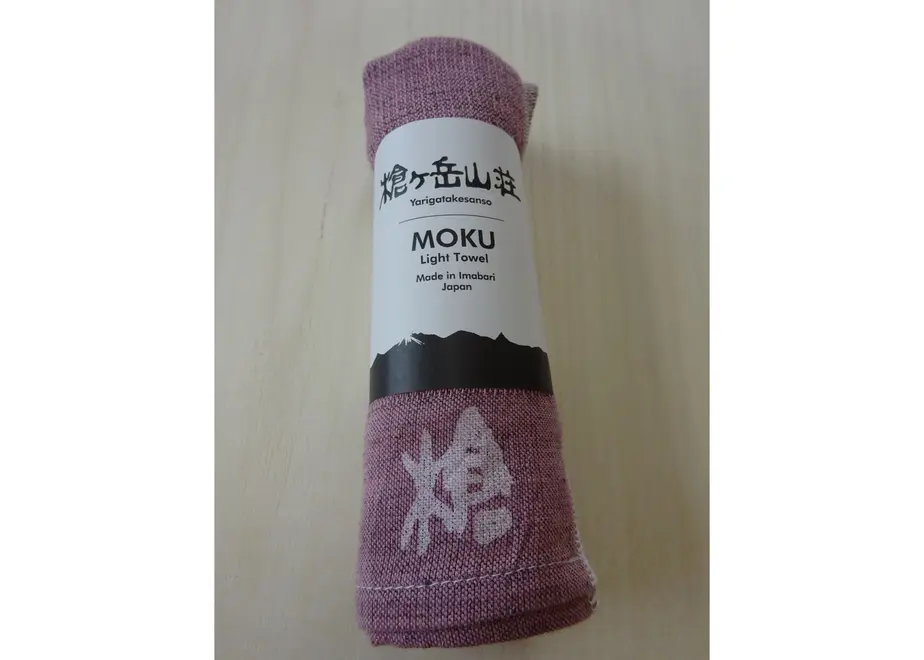 槍ヶ岳山荘
Yarigatakesanso
MOKU
Light Towel
Made in Imabari
Japan
槍